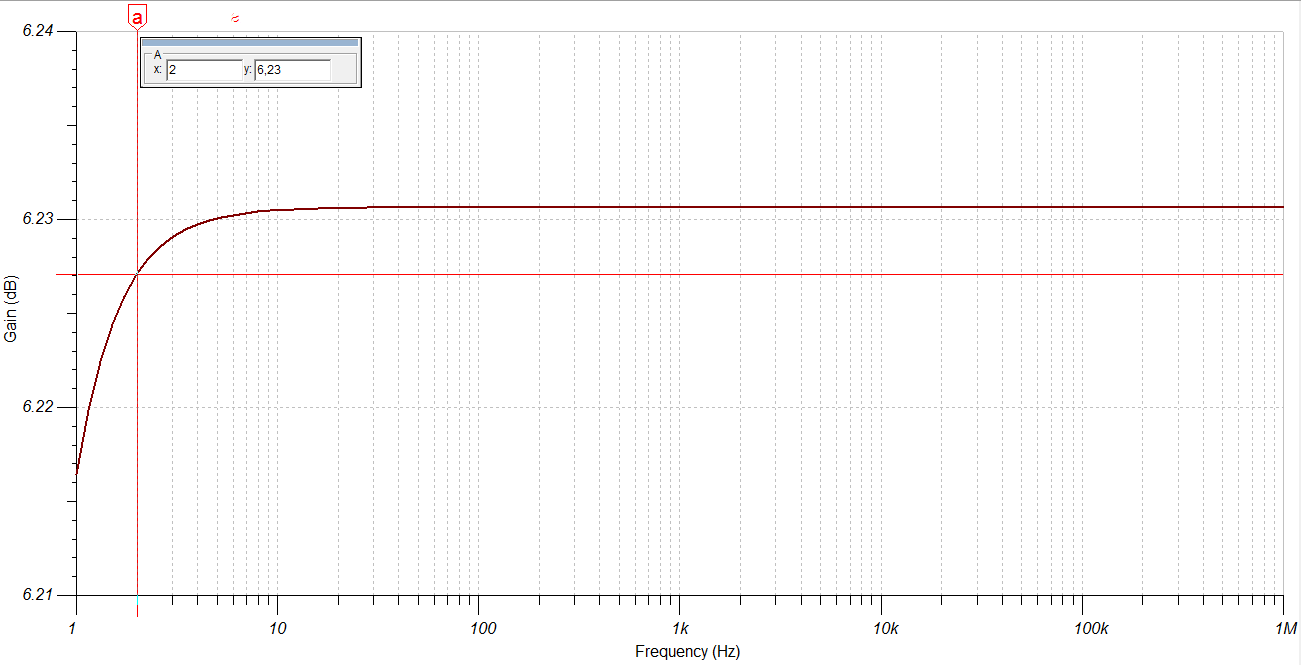 a
6.24
A
x: 2 y: 6,23
6.23
Gain (dB)
6.22
6.21
1 10 100 1k 10k 100k 1M
Frequency (Hz)